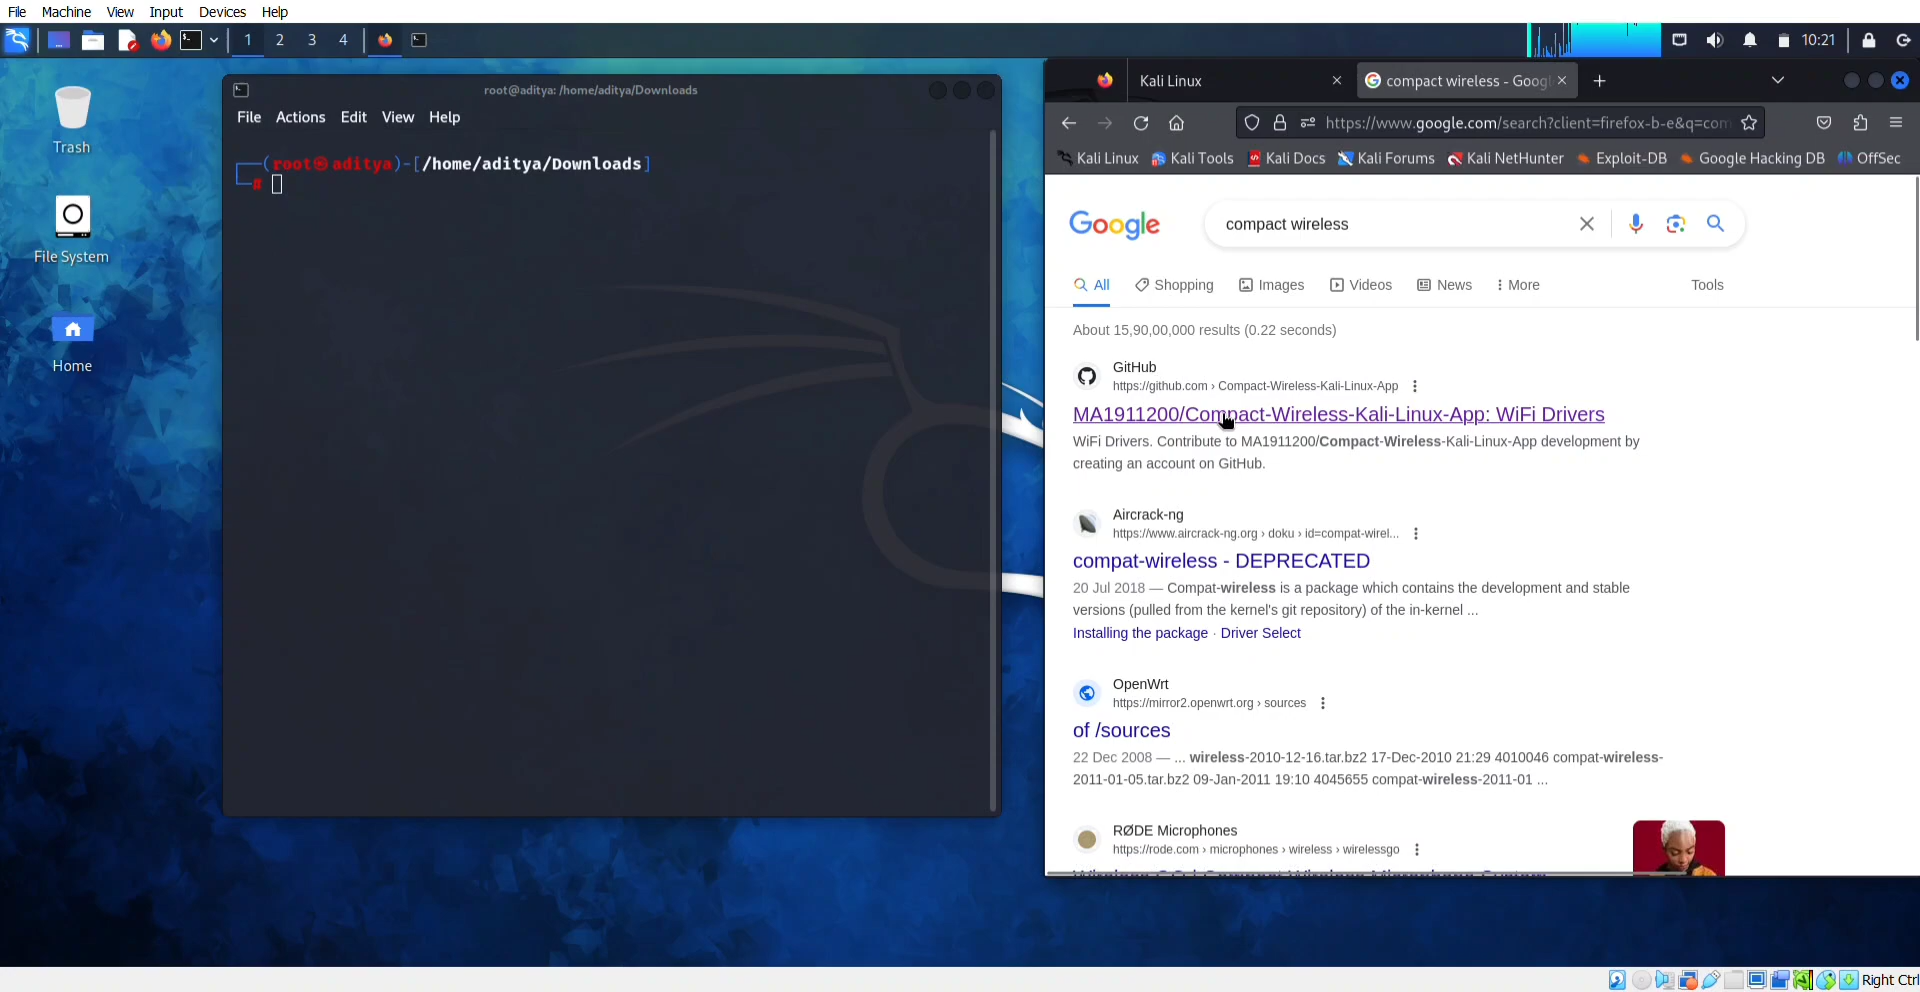 File Machine View Input Devices Help
1 2 3 4 10:21
Trash
File System
Home
root@aditya: /home/aditya/Downloads
File Actions Edit View Help
┌──(root㉿aditya)-[/home/aditya/Downloads]
└─#
Kali Linux × compact wireless - Goog × +
https://www.google.com/search?client=firefox-b-e&q=com
Kali Linux Kali Tools Kali Docs Kali Forums Kali NetHunter Exploit-DB Google Hacking DB OffSec
Google compact wireless
All Shopping Images Videos News More Tools
About 15,90,00,000 results (0.22 seconds)
GitHub
https://github.com › Compact-Wireless-Kali-Linux-App
MA1911200/Compact-Wireless-Kali-Linux-App: WiFi Drivers
WiFi Drivers. Contribute to MA1911200/Compact-Wireless-Kali-Linux-App development by
creating an account on GitHub.
Aircrack-ng
https://www.aircrack-ng.org › doku › id=compat-wirel...
compat-wireless - DEPRECATED
20 Jul 2018 — Compat-wireless is a package which contains the development and stable
versions (pulled from the kernel's git repository) of the in-kernel ...
Installing the package · Driver Select
OpenWrt
https://mirror2.openwrt.org › sources
of /sources
22 Dec 2008 — ... wireless-2010-12-16.tar.bz2 17-Dec-2010 21:29 4010046 compat-wireless-
2011-01-05.tar.bz2 09-Jan-2011 19:10 4045655 compat-wireless-2011-01 ...
RØDE Microphones
https://rode.com › microphones › wireless › wirelessgo
Right Ctrl